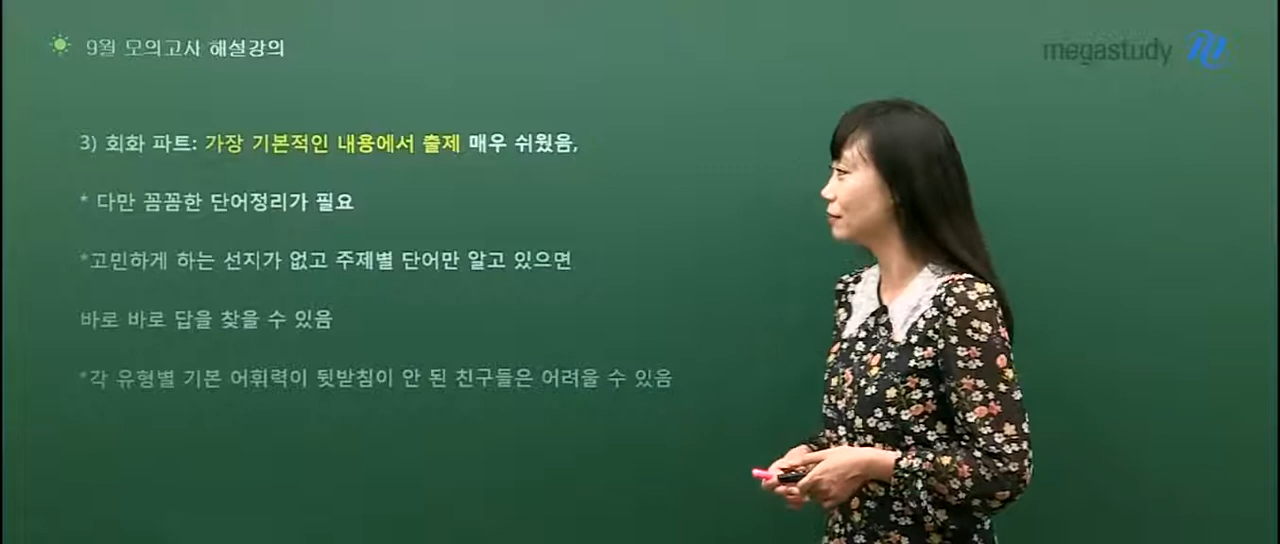 9월 모의고사 해설강의
megastudy
3) 회화 파트: 가장 기본적인 내용에서 출제 매우 쉬웠음,
* 다만 꼼꼼한 단어정리가 필요
*고민하게 하는 선지가 없고 주제별 단어만 알고 있으면
바로 바로 답을 찾을 수 있음
*각 유형별 기본 어휘력이 뒷받침이 안 된 친구들은 어려울 수 있음